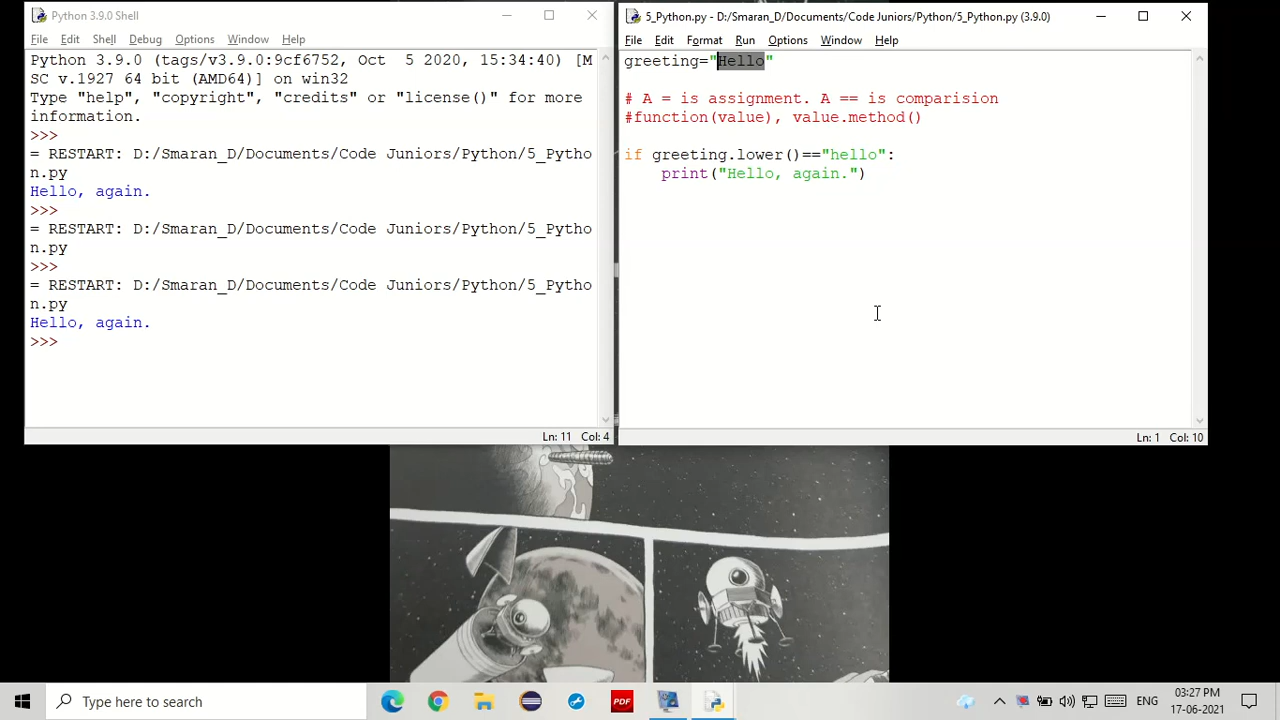 Python 3.9.0 Shell
File Edit Shell Debug Options Window Help
Python 3.9.0 (tags/v3.9.0:9cf6752, Oct  5 2020, 15:34:40) [M
SC v.1927 64 bit (AMD64)] on win32
Type "help", "copyright", "credits" or "license()" for more
information.
>>>
= RESTART: D:/Smaran_D/Documents/Code Juniors/Python/5_Pytho
n.py
Hello, again.
>>>
= RESTART: D:/Smaran_D/Documents/Code Juniors/Python/5_Pytho
n.py
>>>
= RESTART: D:/Smaran_D/Documents/Code Juniors/Python/5_Pytho
n.py
Hello, again.
>>>
Ln: 11 Col: 4
5_Python.py - D:/Smaran_D/Documents/Code Juniors/Python/5_Python.py (3.9.0)
File Edit Format Run Options Window Help
greeting="Hello"
# A = is assignment. A == is comparision
#function(value), value.method()
if greeting.lower()=="hello":
    print("Hello, again.")
Ln: 1 Col: 10
Type here to search
PDF
ENG
03:27 PM
17-06-2021